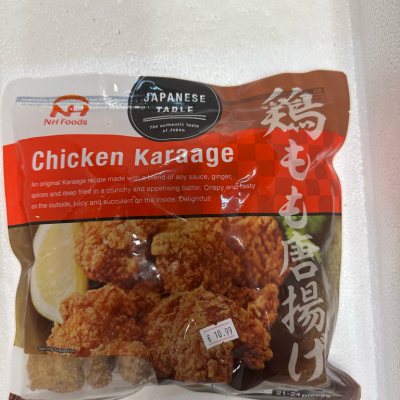 NH Foods
JAPANESE
TABLE
The authentic taste
of Japan
Chicken Karaage
An original Karaage recipe made with a blend of soy sauce, ginger,
spices and deep fried in a crunchy and appetising batter. Crispy and tasty
on the outside, juicy and succulent on the inside. Delightful!
鶏もも唐揚げ
£ 10.99